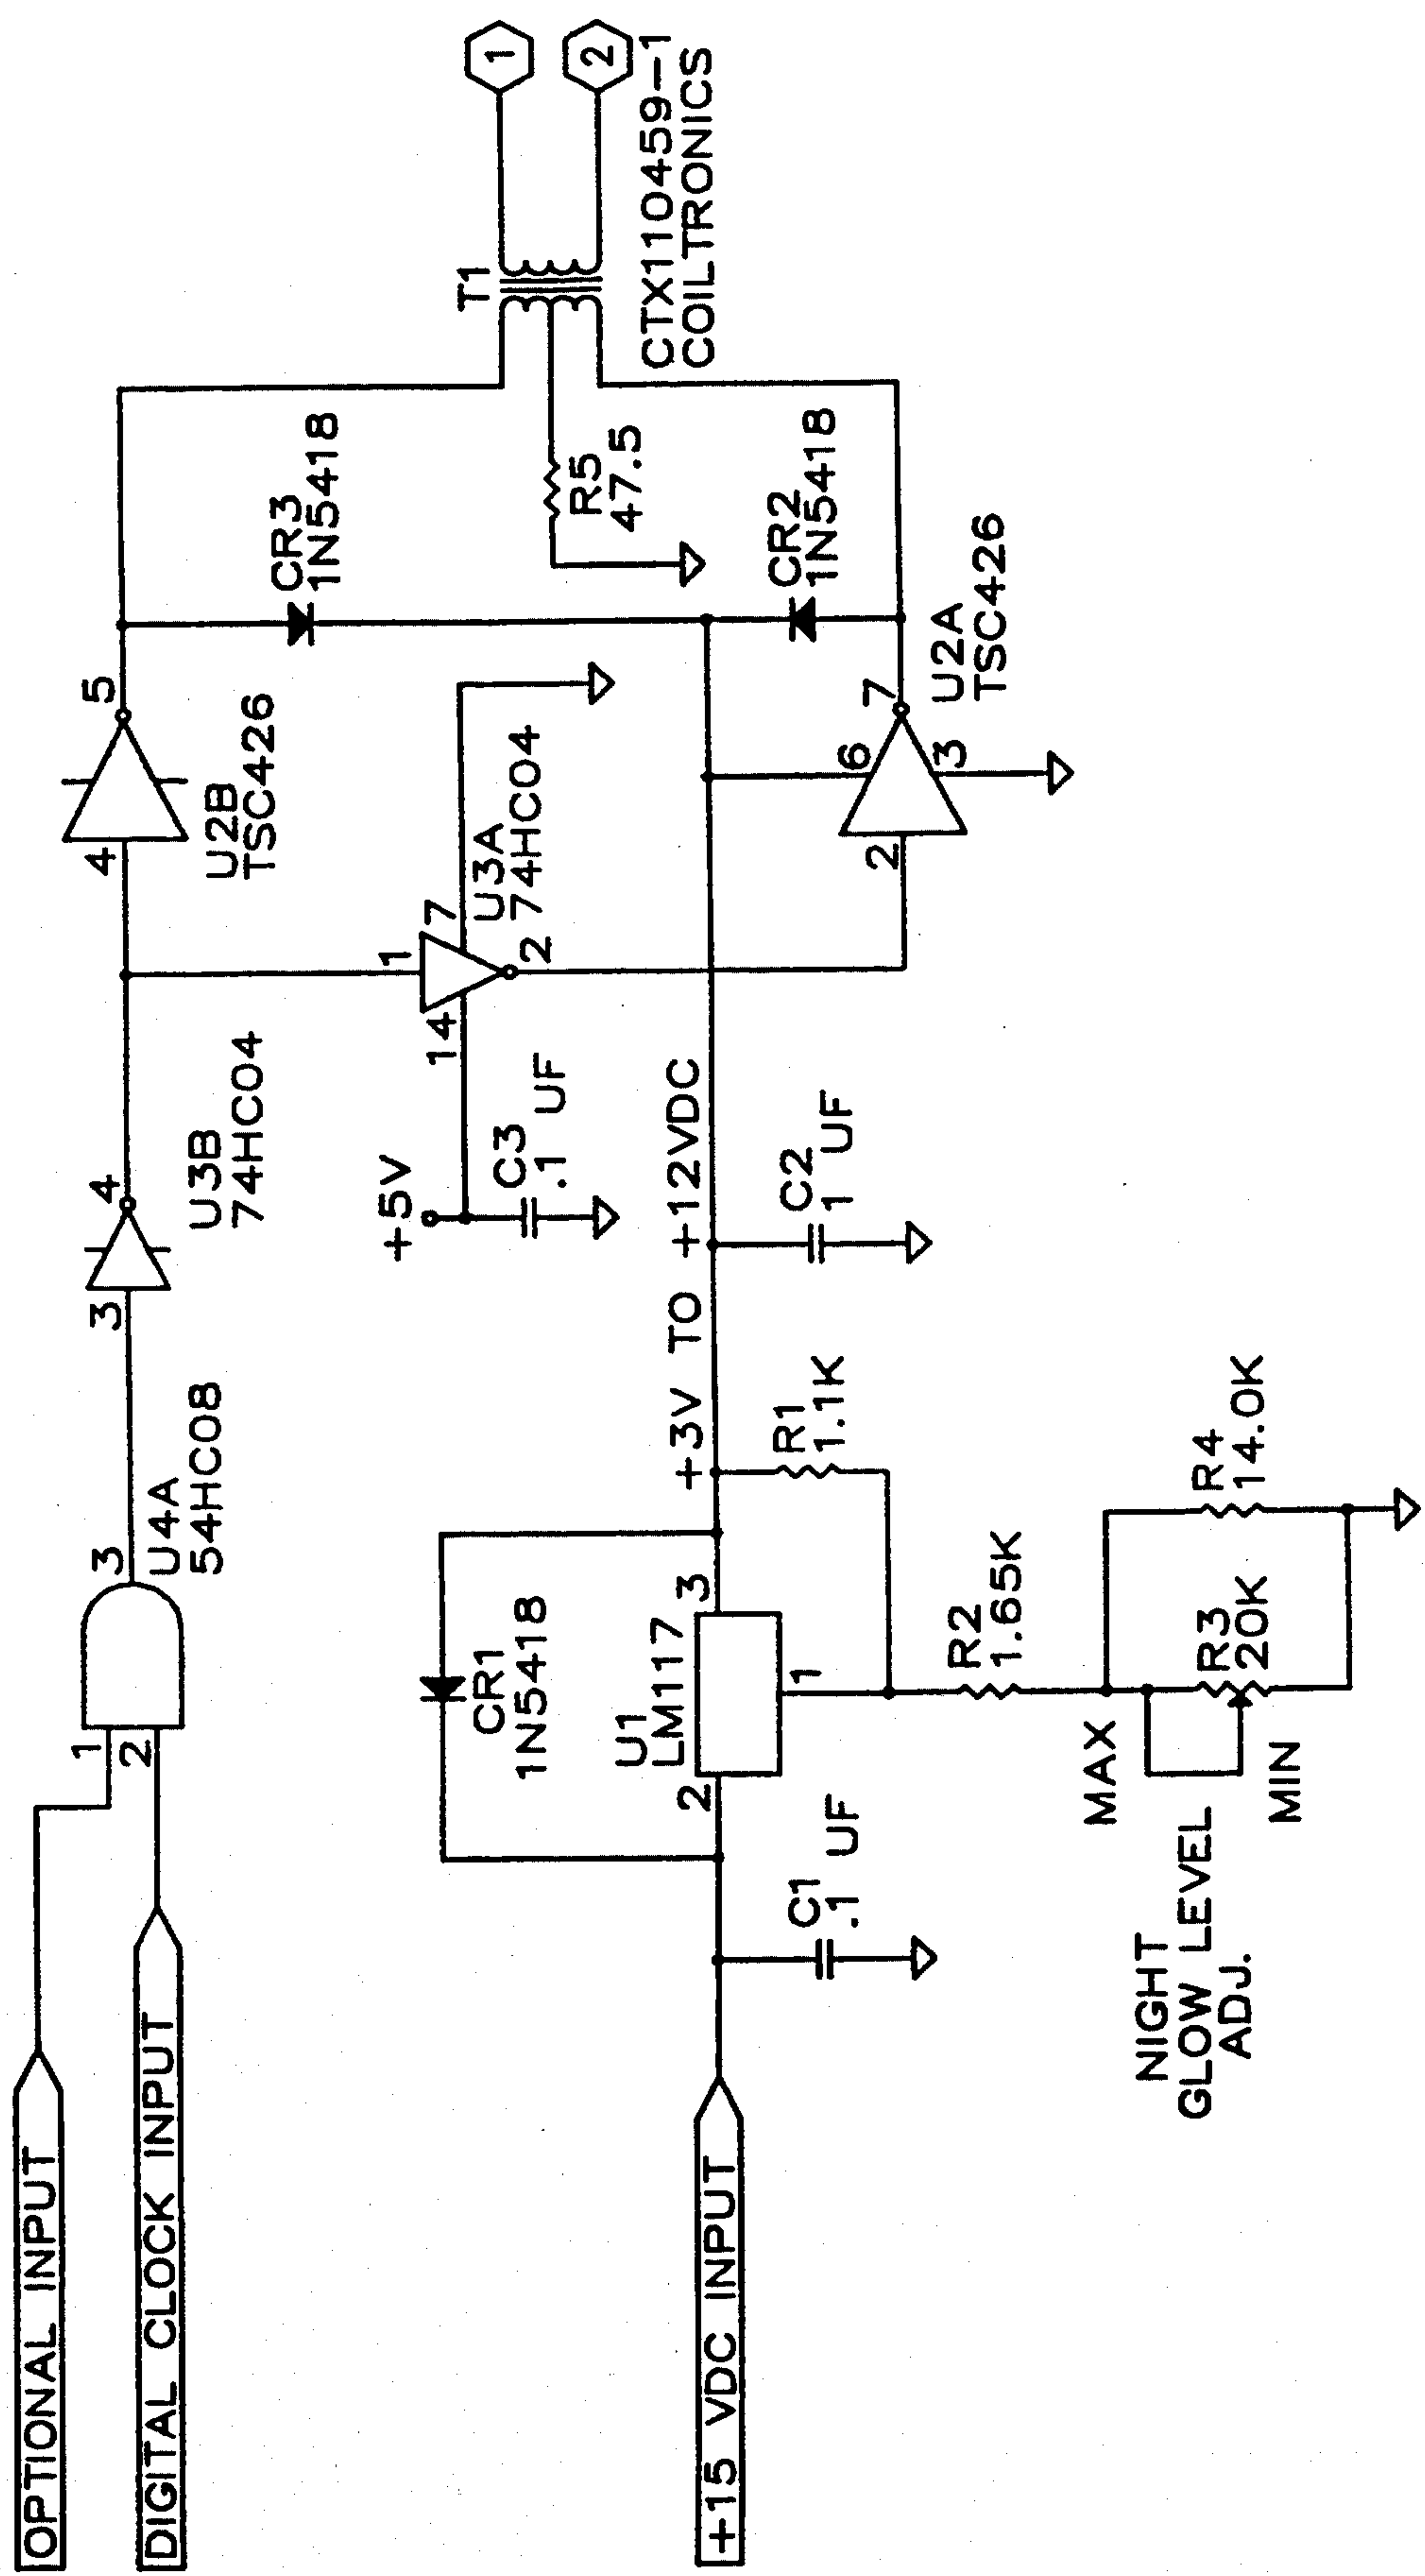 OPTIONAL INPUT
DIGITAL CLOCK INPUT
1
2
3
U4A
54HC08
3
4
U3B
74HC04
4
5
U2B
TSC426
CR3
1N5418
T1
1
2
CTX110459-1
COILTRONICS
R5
47.5
CR2
1N5418
+5V
C3
.1 UF
14
1
7
2
U3A
74HC04
2
6
7
3
U2A
TSC426
+15 VDC INPUT
C1
.1 UF
CR1
1N5418
U1
LM117
2
3
1
+3V TO +12VDC
R1
1.1K
C2
1 UF
R2
1.65K
NIGHT
GLOW LEVEL
ADJ.
MAX
MIN
R3
20K
R4
14.0K